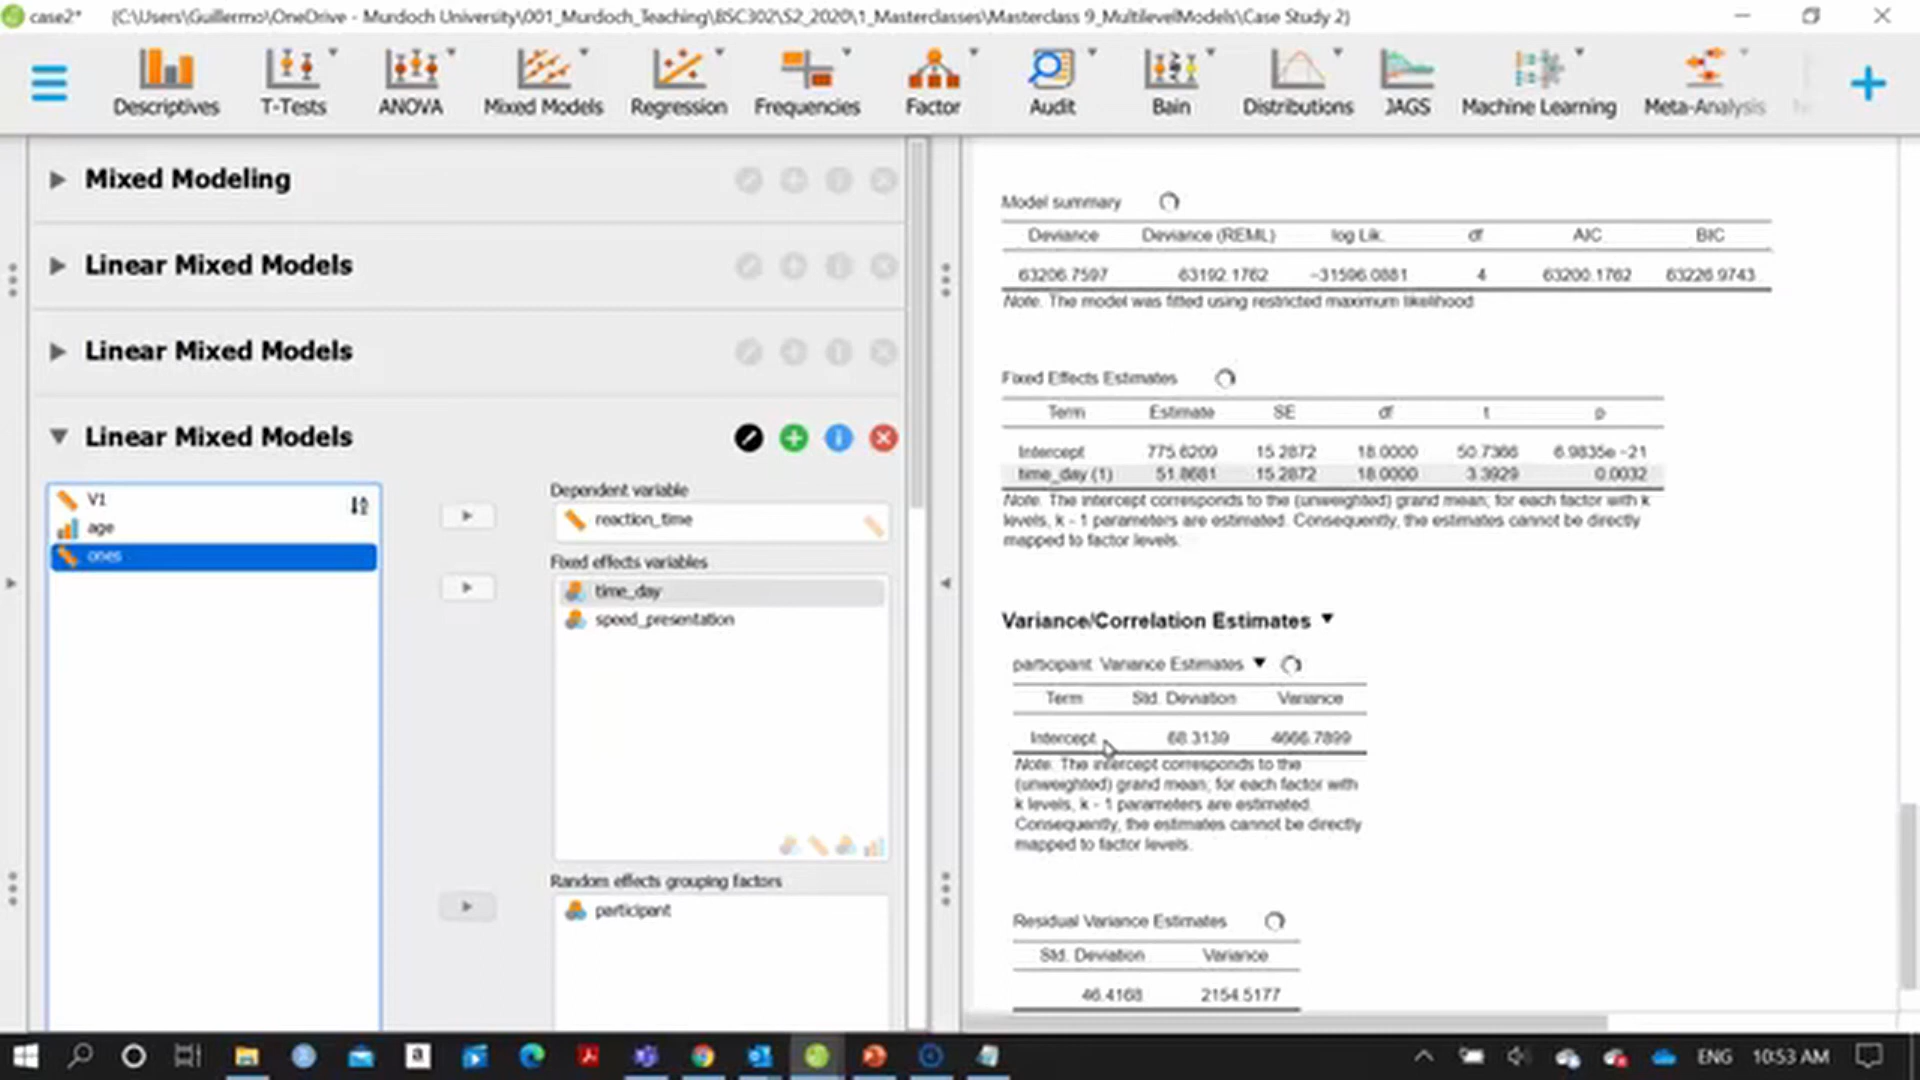 case2* (C:\Users\Guillermo\OneDrive - Murdoch University\001_Murdoch_Teaching\BSC302\S2_2020\1_Masterclasses\Masterclass 9_MultilevelModels\Case Study 2)
Descriptives T-Tests ANOVA Mixed Models Regression Frequencies Factor Audit Bain Distributions JAGS Machine Learning Meta-Analysis
Mixed Modeling
Linear Mixed Models
Linear Mixed Models
Linear Mixed Models
V1
age
ones
Dependent variable
reaction_time
Fixed effects variables
time_day
speed_presentation
Random effects grouping factors
participant
Model summary
Deviance Deviance (REML) log Lik. df AIC BIC
63206.7597 63192.1762 -31596.0881 4 63200.1762 63226.9743
Note. The model was fitted using restricted maximum likelihood
Fixed Effects Estimates
Term Estimate SE df t p
Intercept 775.6209 15.2872 18.0000 50.7366 6.9835e -21
time_day (1) 51.8681 15.2872 18.0000 3.3929 0.0032
Note. The intercept corresponds to the (unweighted) grand mean; for each factor with k
levels, k - 1 parameters are estimated. Consequently, the estimates cannot be directly
mapped to factor levels.
Variance/Correlation Estimates
participant: Variance Estimates
Term Std. Deviation Variance
Intercept 68.3139 4666.7899
Note. The intercept corresponds to the
(unweighted) grand mean; for each factor with
k levels, k - 1 parameters are estimated.
Consequently, the estimates cannot be directly
mapped to factor levels.
Residual Variance Estimates
Std. Deviation Variance
46.4168 2154.5177
ENG 10:53 AM